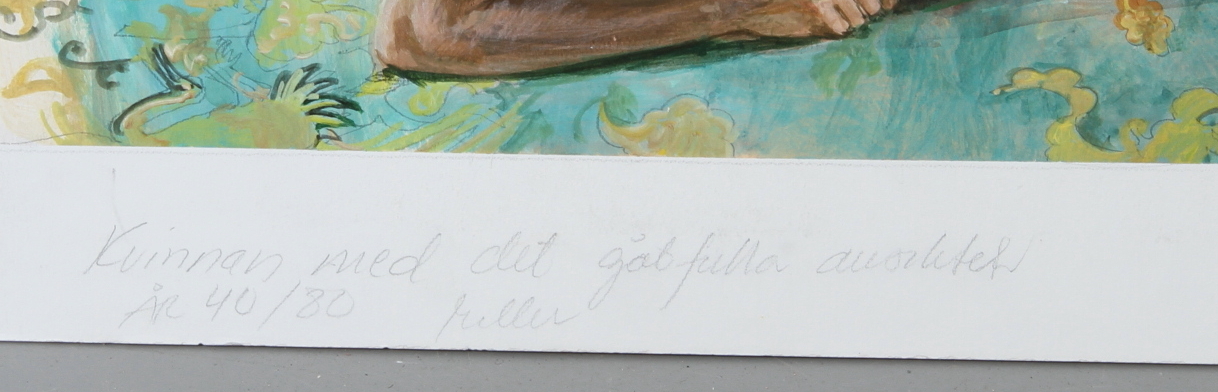 Kvinnan med det gåtfulla ansiktet
ÅR 40/80